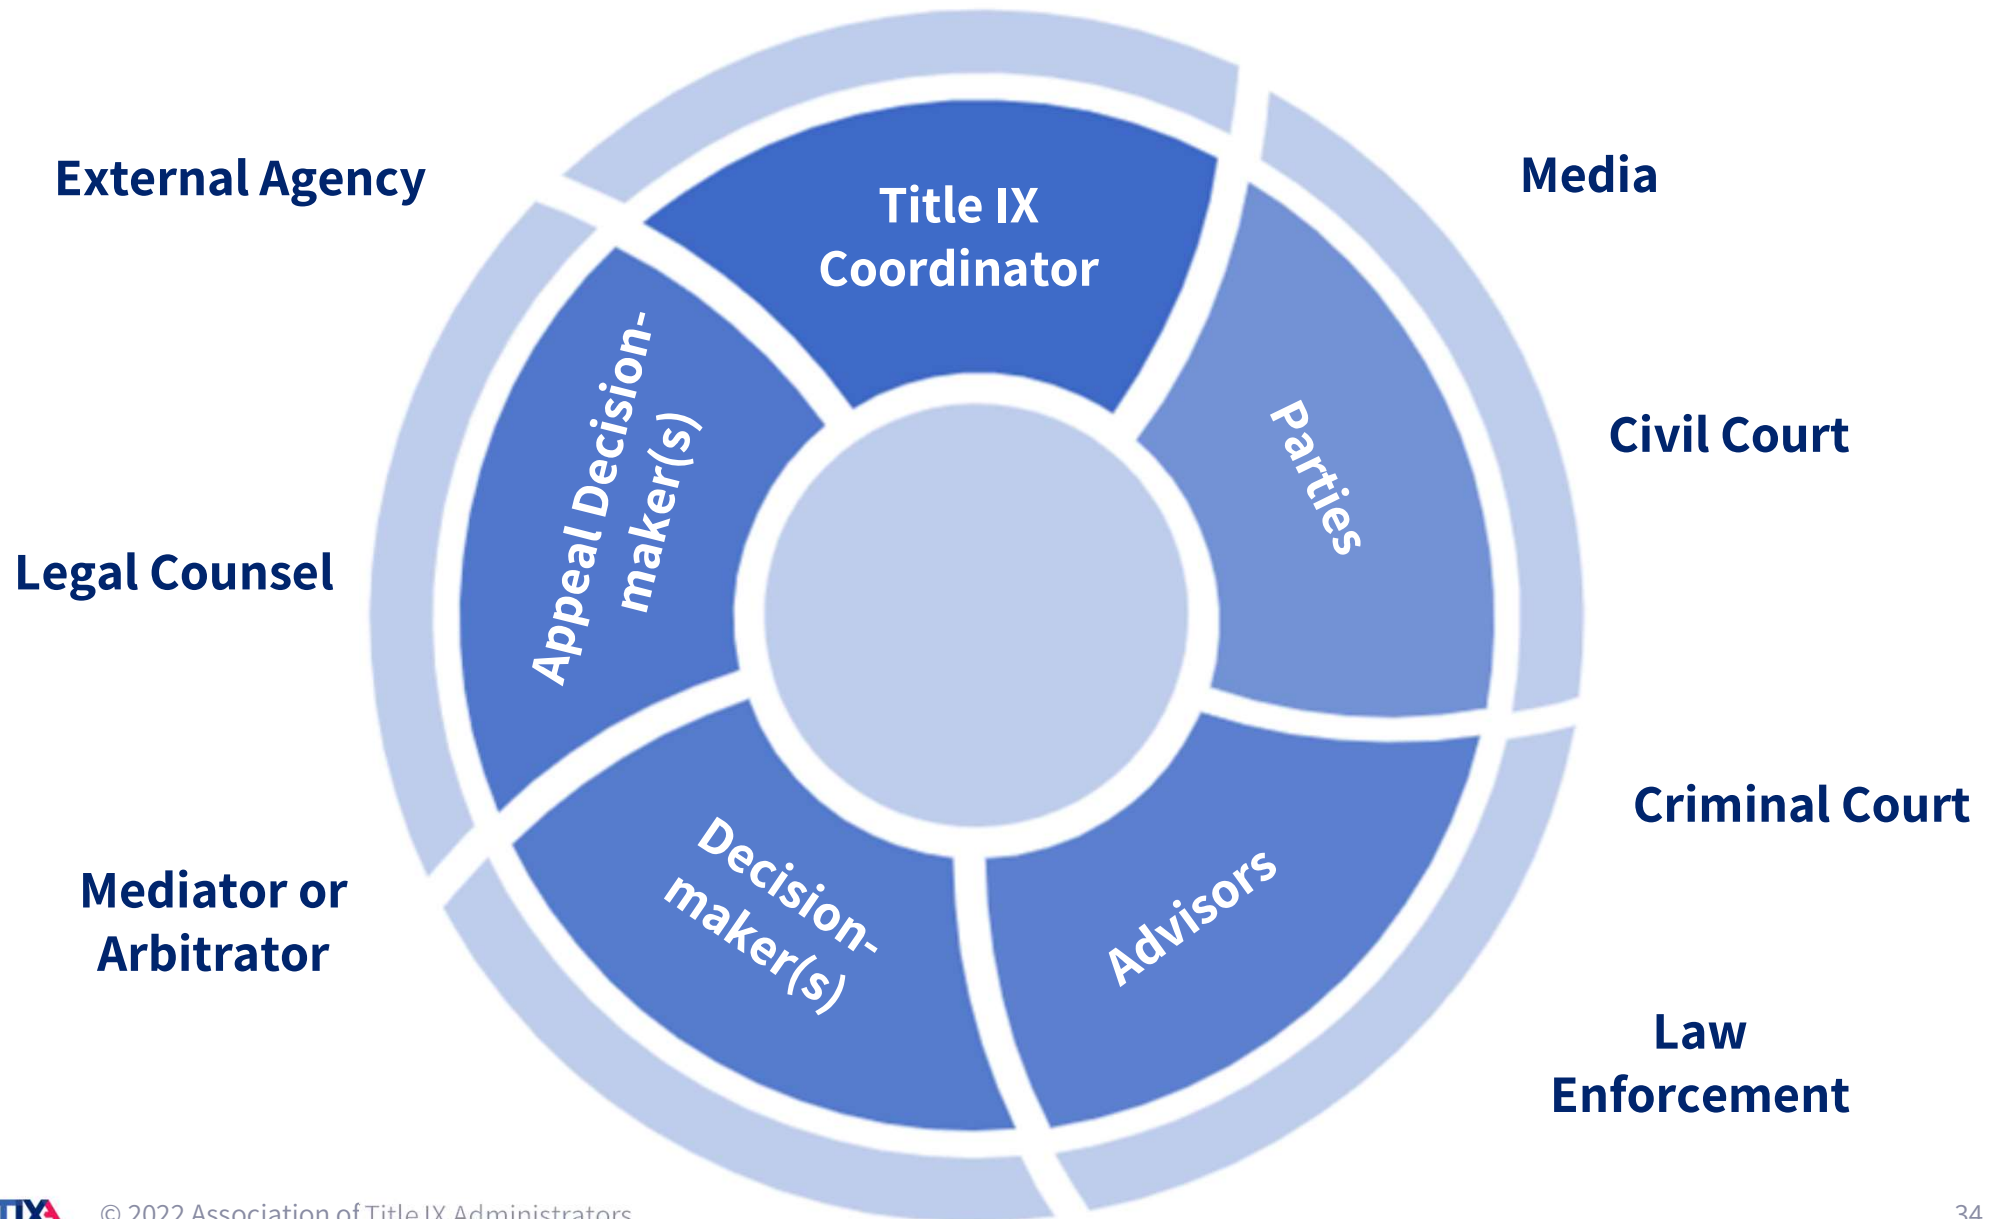 External Agency
Media
Title IX
Coordinator
Parties
Civil Court
Appeal Decision-
maker(s)
Legal Counsel
Criminal Court
Decision-
maker(s)
Advisors
Mediator or
Arbitrator
Law
Enforcement
© 2022 Association of Title IX Administrators
34